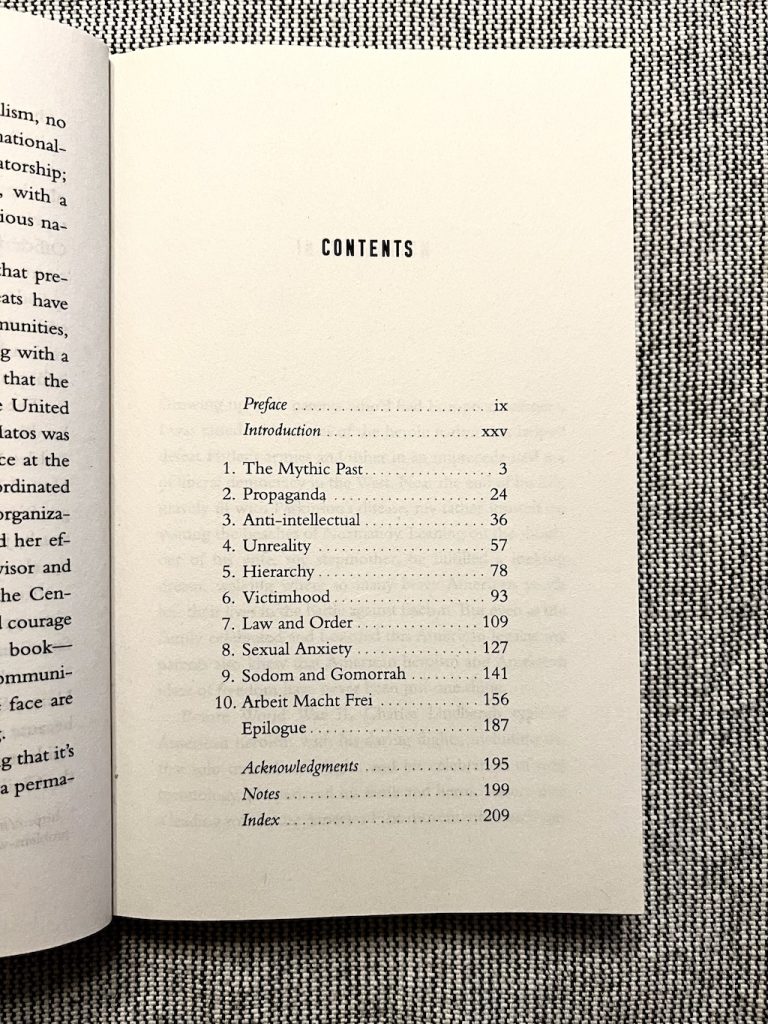 lism, no
national-
atorship;
, with a
ious na-
that pre-
eats have
munities,
g with a
that the
e United
Matos was
ce at the
ordinated
organiza-
d her ef-
visor and
the Cen-
d courage
book—
ommuni-
face are
g.
g that it's
a perma-
CONTENTS
Preface ix
Introduction xxv
1. The Mythic Past 3
2. Propaganda 24
3. Anti-intellectual 36
4. Unreality 57
5. Hierarchy 78
6. Victimhood 93
7. Law and Order 109
8. Sexual Anxiety 127
9. Sodom and Gomorrah 141
10. Arbeit Macht Frei 156
Epilogue 187
Acknowledgments 195
Notes 199
Index 209